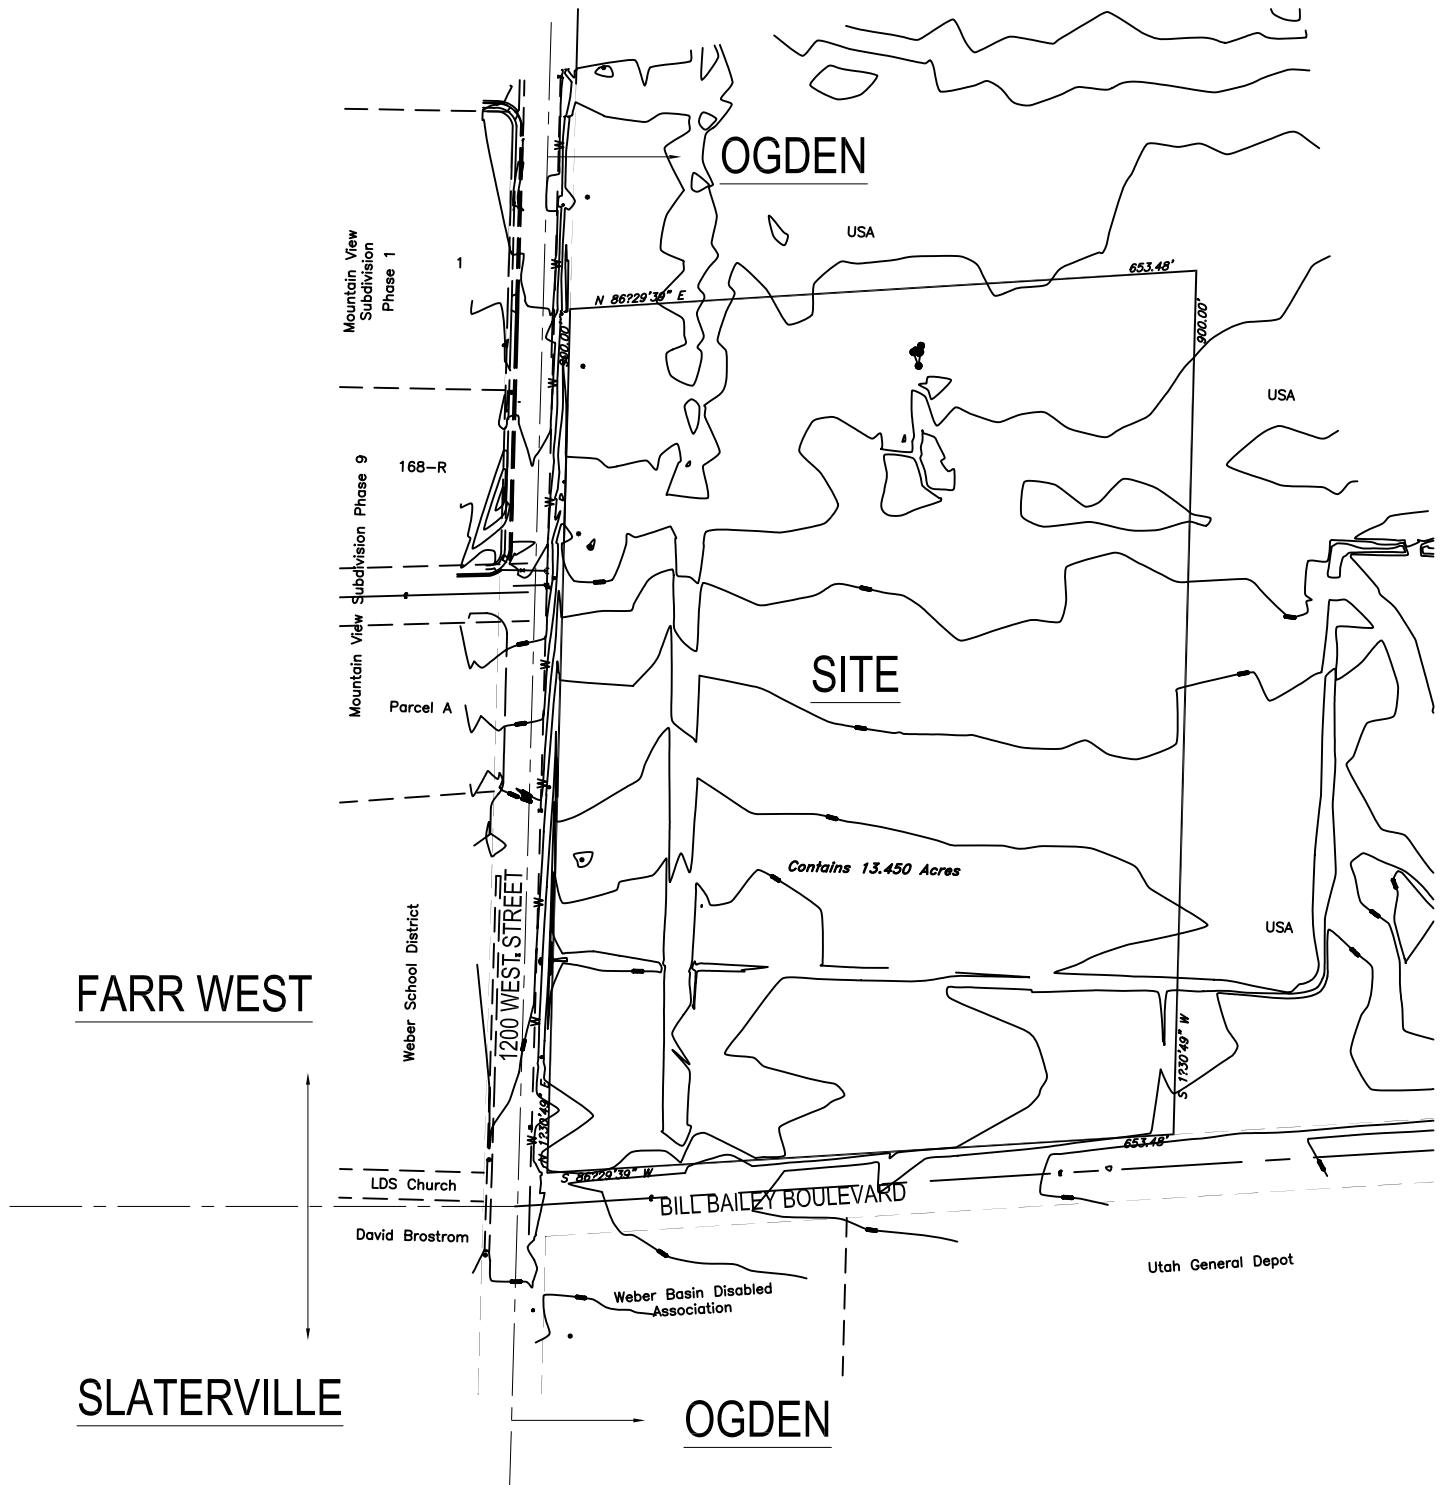 OGDEN
USA
Mountain View
Subdivision
Phase 1
1
653.48'
N 86?29'39" E
900.00'
900.00'
USA
168-R
Mountain View Subdivision Phase 9
SITE
Parcel A
Contains 13.450 Acres
1200 WEST STREET
USA
Weber School District
FARR WEST
S 1?30'49" W
N 1?30'49" E
653.48'
S 86?29'39" W
LDS Church
BILL BAILEY BOULEVARD
David Brostrom
Utah General Depot
Weber Basin Disabled
Association
SLATERVILLE
OGDEN
W
W
W
W
W
W
W
W
W
W